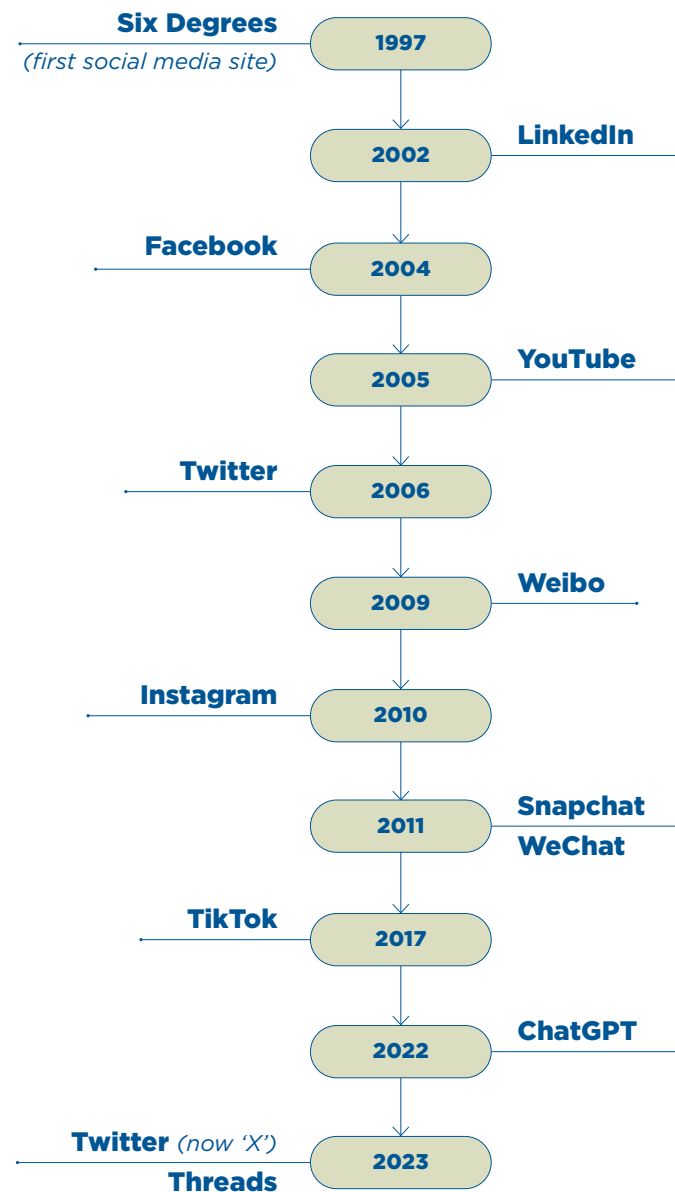 Six Degrees
(first social media site)
1997
2002
LinkedIn
Facebook
2004
2005
YouTube
Twitter
2006
2009
Weibo
Instagram
2010
2011
Snapchat
WeChat
TikTok
2017
2022
ChatGPT
Twitter (now ‘X’)
Threads
2023